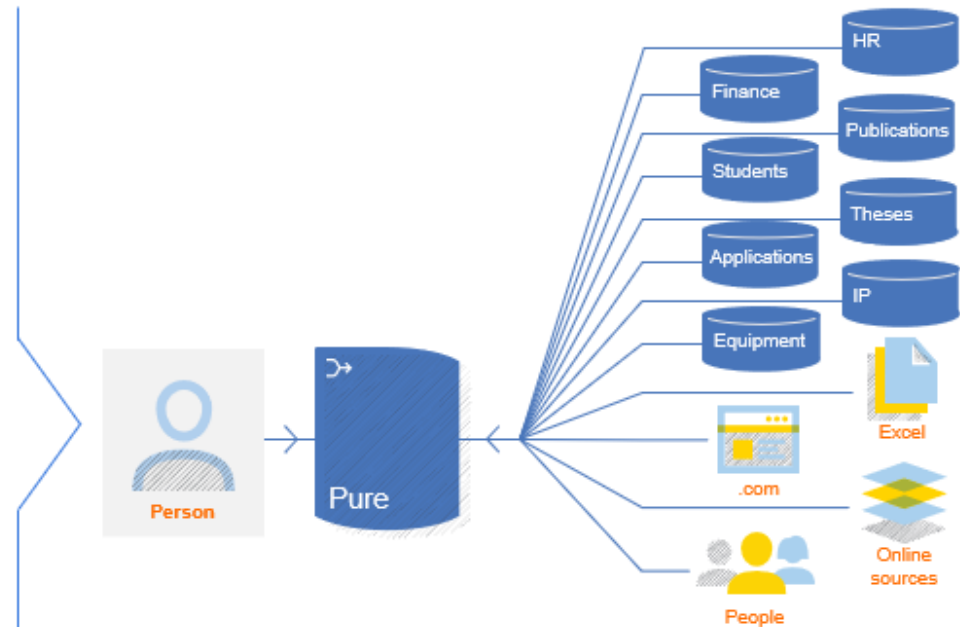 HR
Finance
Publications
Students
Theses
Applications
IP
Equipment
Excel
.com
Person
Pure
Online
sources
People